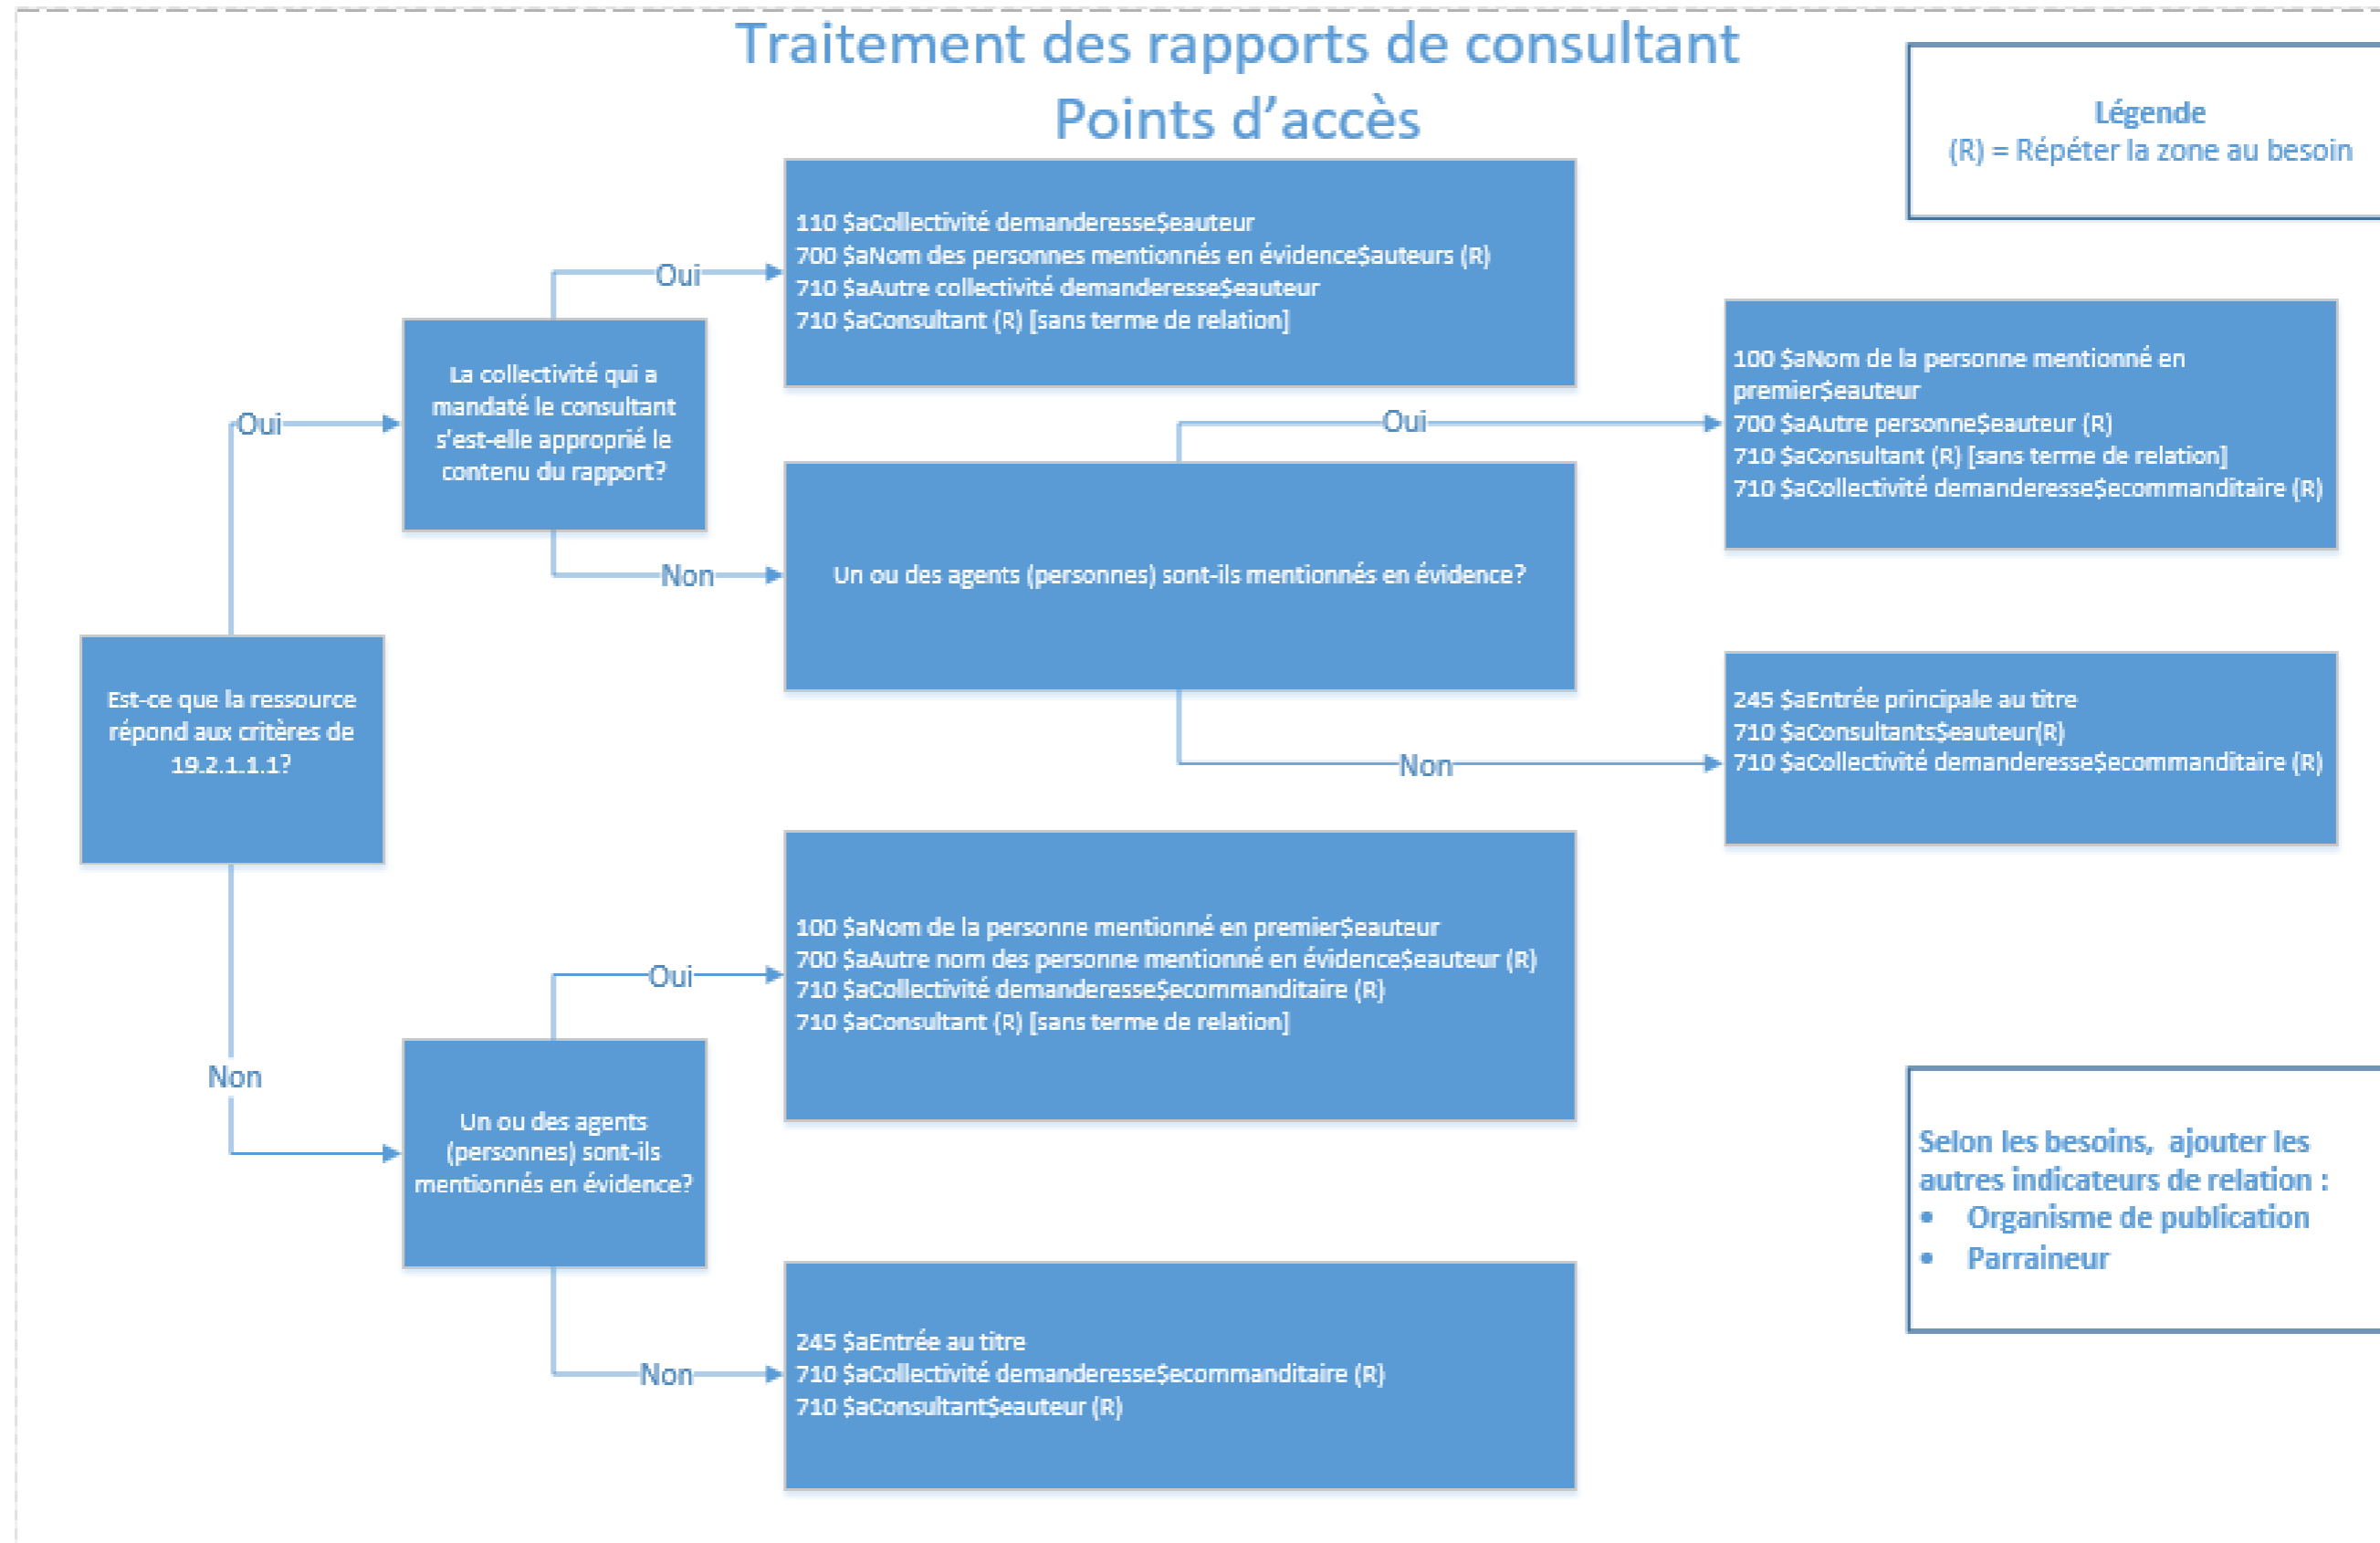 Traitement des rapports de consultant
Points d’accès
Légende
(R) = Répéter la zone au besoin
110 $aCollectivité demanderesse$eauteur
700 $aNom des personnes mentionnés en évidence$auteurs (R)
710 $aAutre collectivité demanderesse$eauteur
710 $aConsultant (R) [sans terme de relation]
Oui
La collectivité qui a
mandaté le consultant
s’est-elle approprié le
contenu du rapport?
Oui
Non
Un ou des agents (personnes) sont-ils mentionnés en évidence?
Oui
100 $aNom de la personne mentionné en
premier$eauteur
700 $aAutre personne$eauteur (R)
710 $aConsultant (R) [sans terme de relation]
710 $aCollectivité demanderesse$ecommanditaire (R)
Non
245 $aEntrée principale au titre
710 $aConsultants$eauteur(R)
710 $aCollectivité demanderesse$ecommanditaire (R)
Est-ce que la ressource
répond aux critères de
19.2.1.1.1?
Non
Un ou des agents
(personnes) sont-ils
mentionnés en évidence?
Oui
100 $aNom de la personne mentionné en premier$eauteur
700 $aAutre nom des personne mentionné en évidence$eauteur (R)
710 $aCollectivité demanderesse$ecommanditaire (R)
710 $aConsultant (R) [sans terme de relation]
Non
245 $aEntrée au titre
710 $aCollectivité demanderesse$ecommanditaire (R)
710 $aConsultant$eauteur (R)
Selon les besoins, ajouter les
autres indicateurs de relation :
• Organisme de publication
• Parraineur